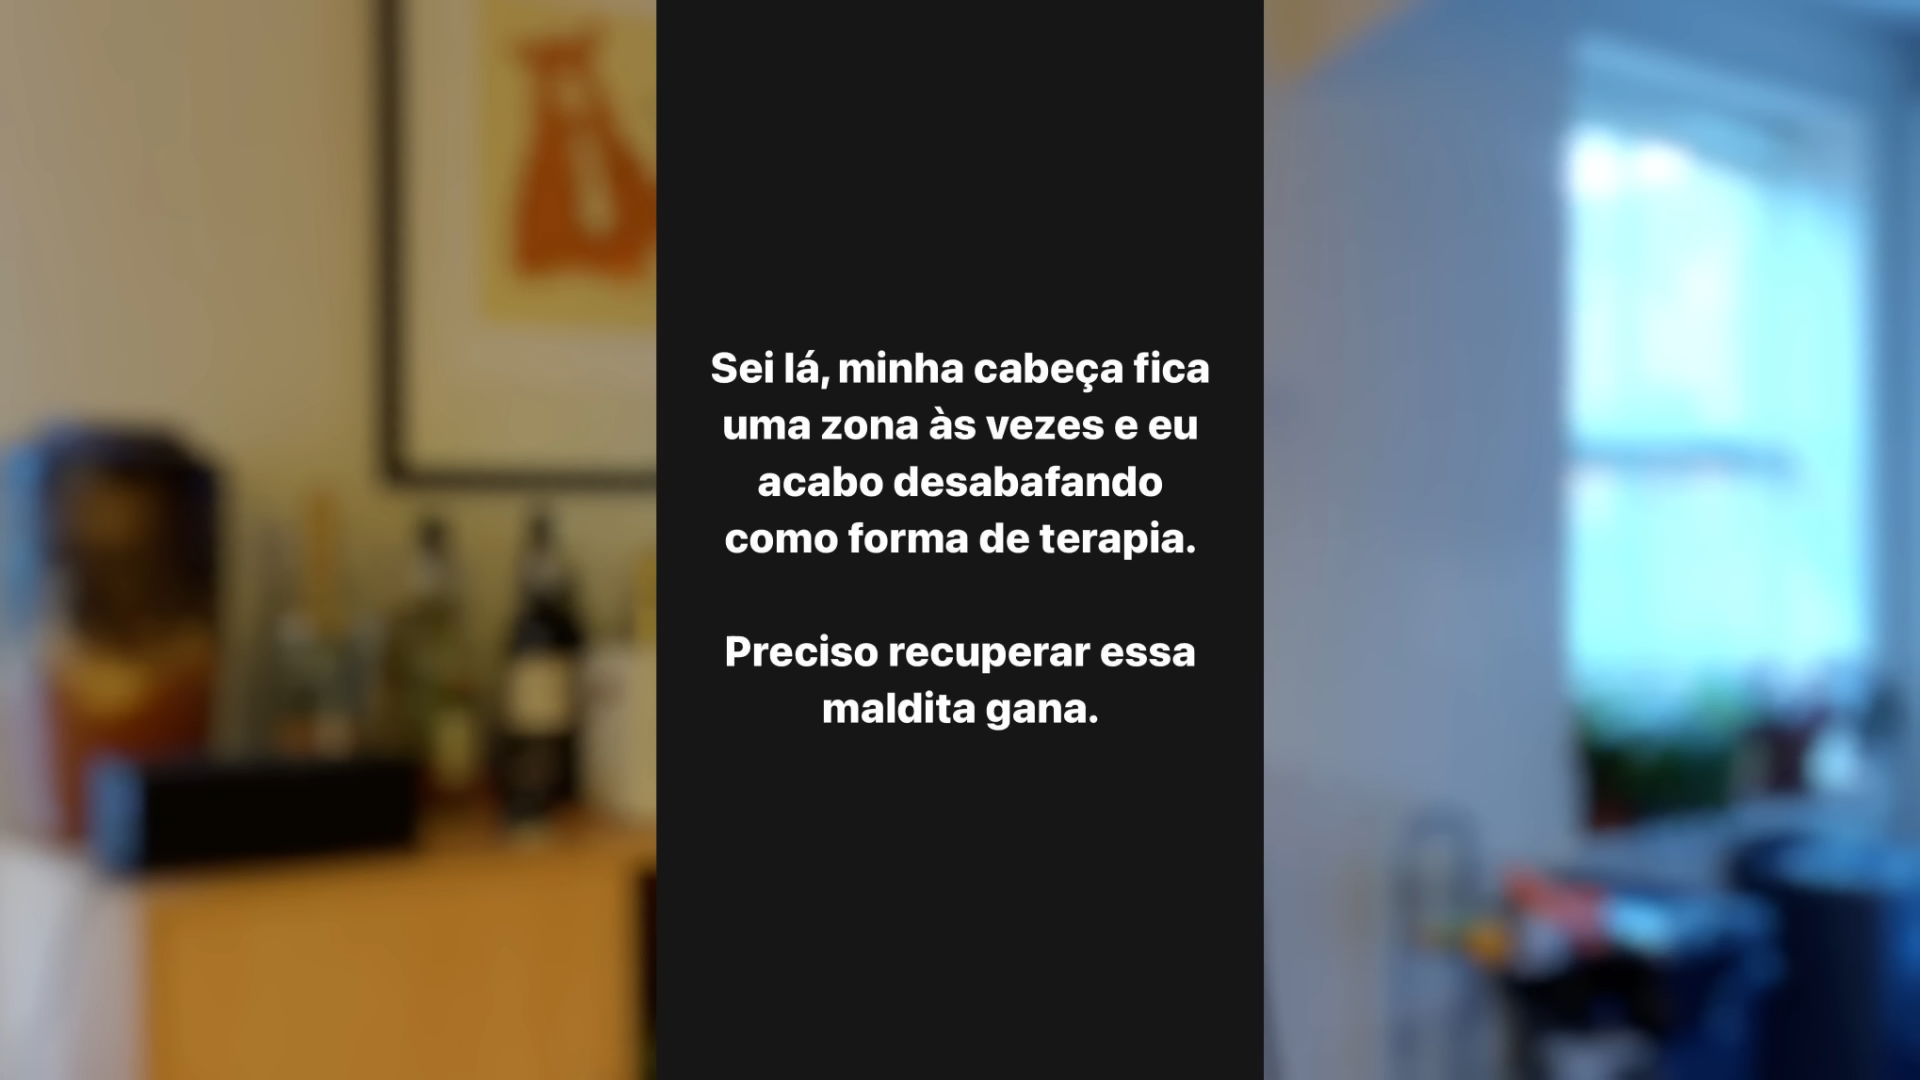 Sei lá, minha cabeça fica
uma zona às vezes e eu
acabo desabafando
como forma de terapia.
Preciso recuperar essa
maldita gana.